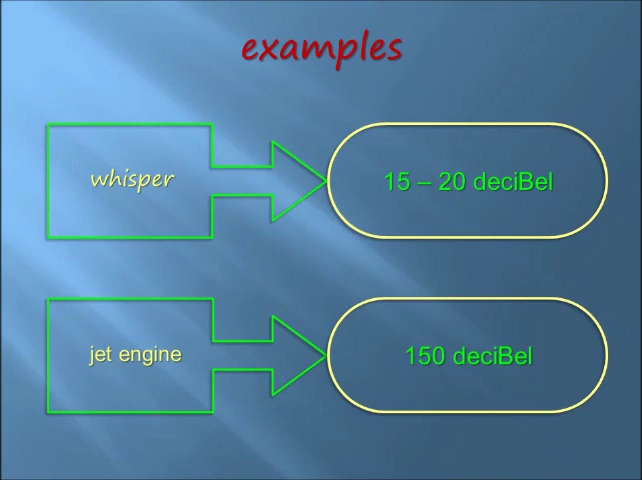 examples
whisper
15 – 20 deciBel
jet engine
150 deciBel